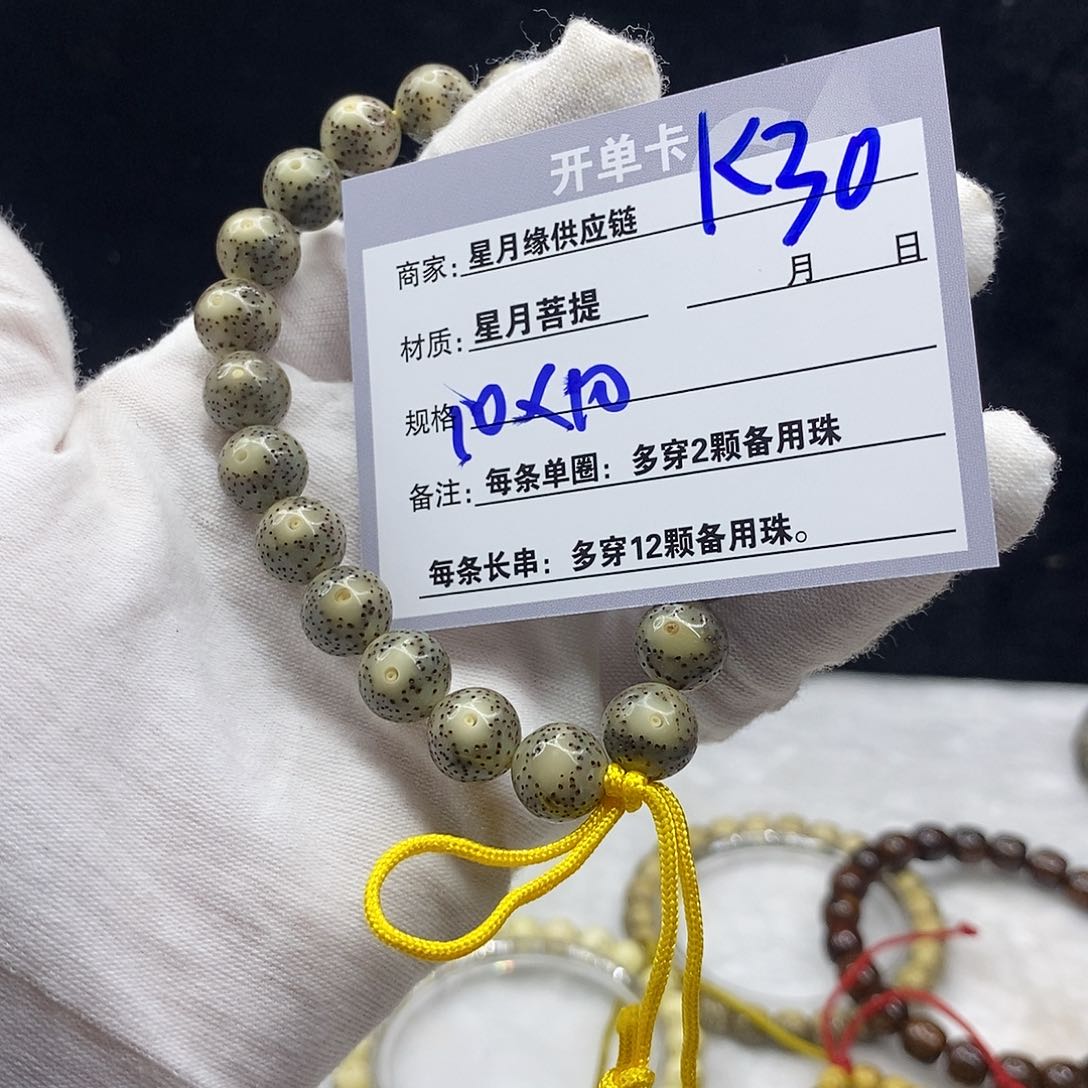 开单卡 K30
商家：星月缘供应链
月 日
材质：星月菩提
规格 10×10
备注：每条单圈：多穿2颗备用珠
每条长串：多穿12颗备用珠。